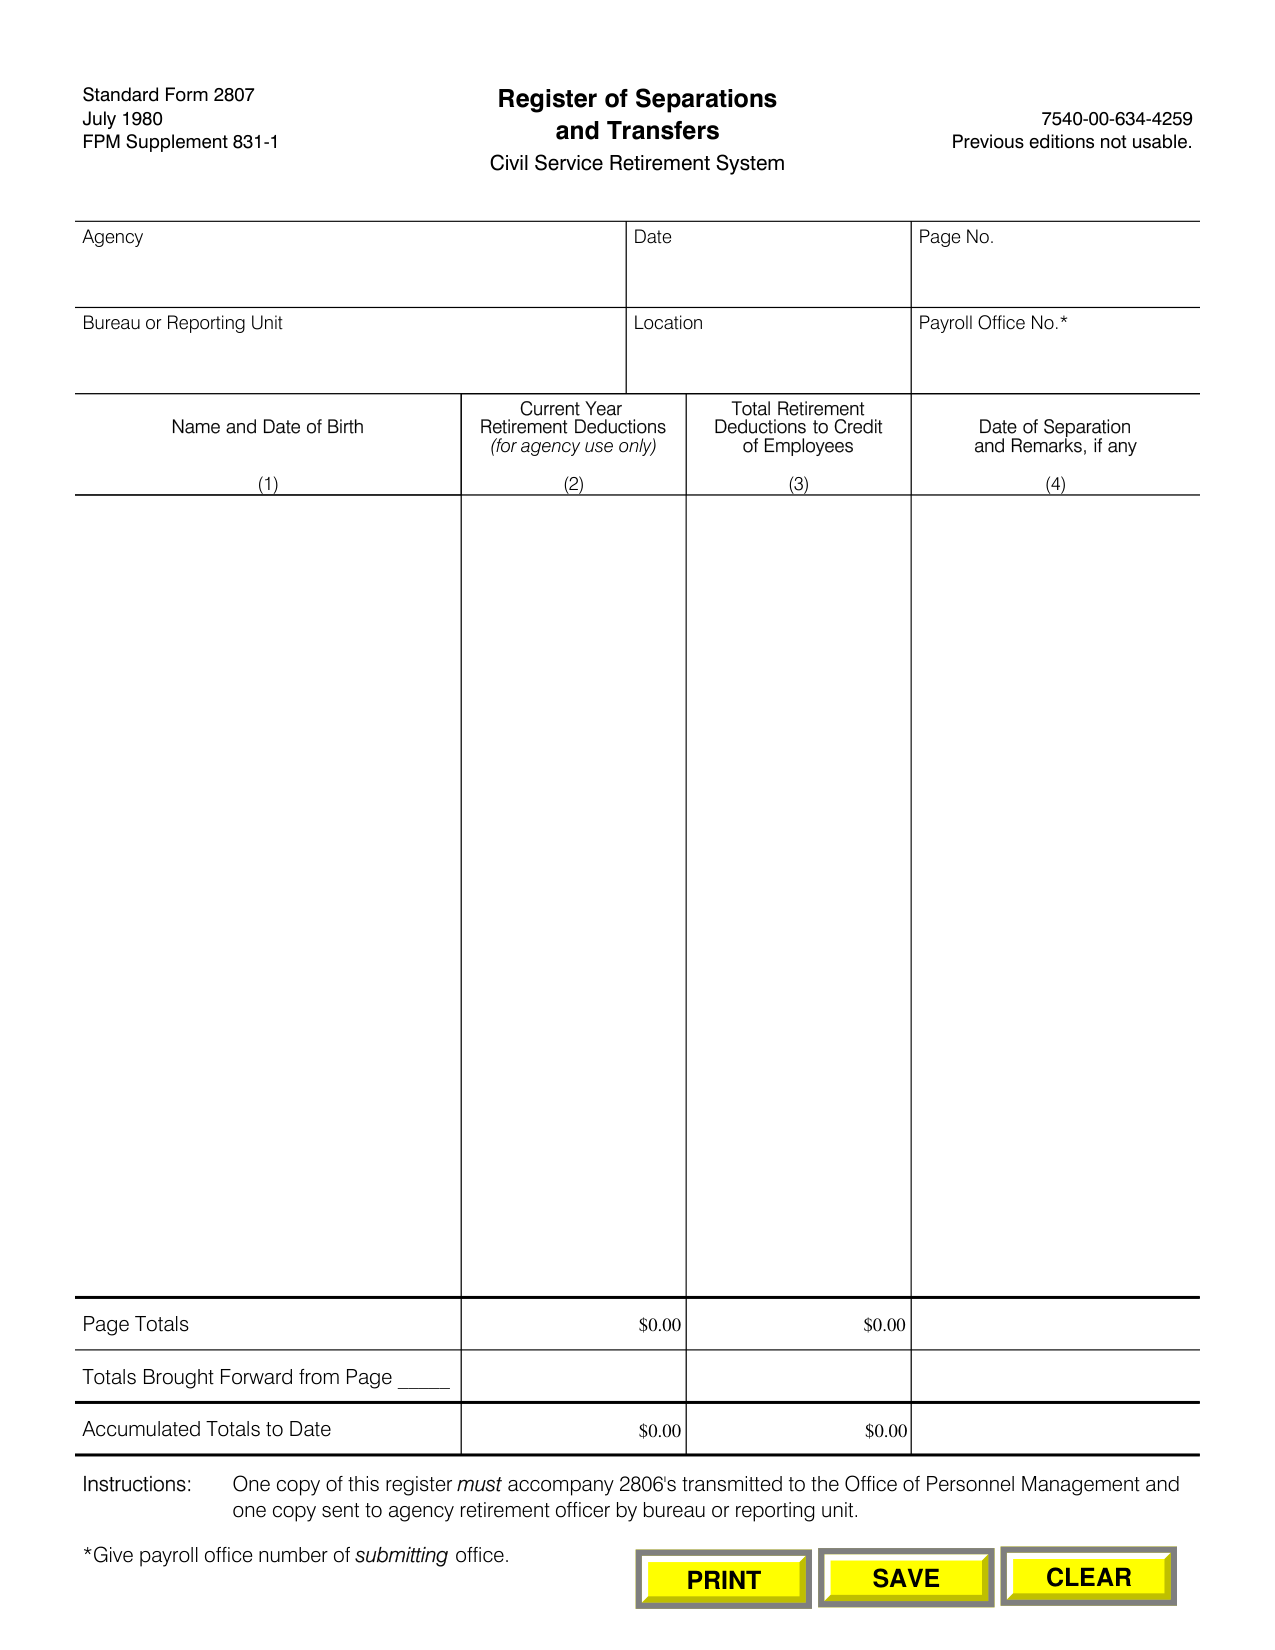 Standard Form 2807
July 1980
FPM Supplement 831-1
Register of Separations
and Transfers
Civil Service Retirement System
7540-00-634-4259
Previous editions not usable.
Agency
Date
Page No.
Bureau or Reporting Unit
Location
Payroll Office No.*
Name and Date of Birth
(1)
Current Year
Retirement Deductions
(for agency use only)
(2)
Total Retirement
Deductions to Credit
of Employees
(3)
Date of Separation
and Remarks, if any
(4)
Page Totals $0.00 $0.00
Totals Brought Forward from Page _____
Accumulated Totals to Date $0.00 $0.00
Instructions: One copy of this register must accompany 2806's transmitted to the Office of Personnel Management and
one copy sent to agency retirement officer by bureau or reporting unit.
*Give payroll office number of submitting office.
PRINT SAVE CLEAR